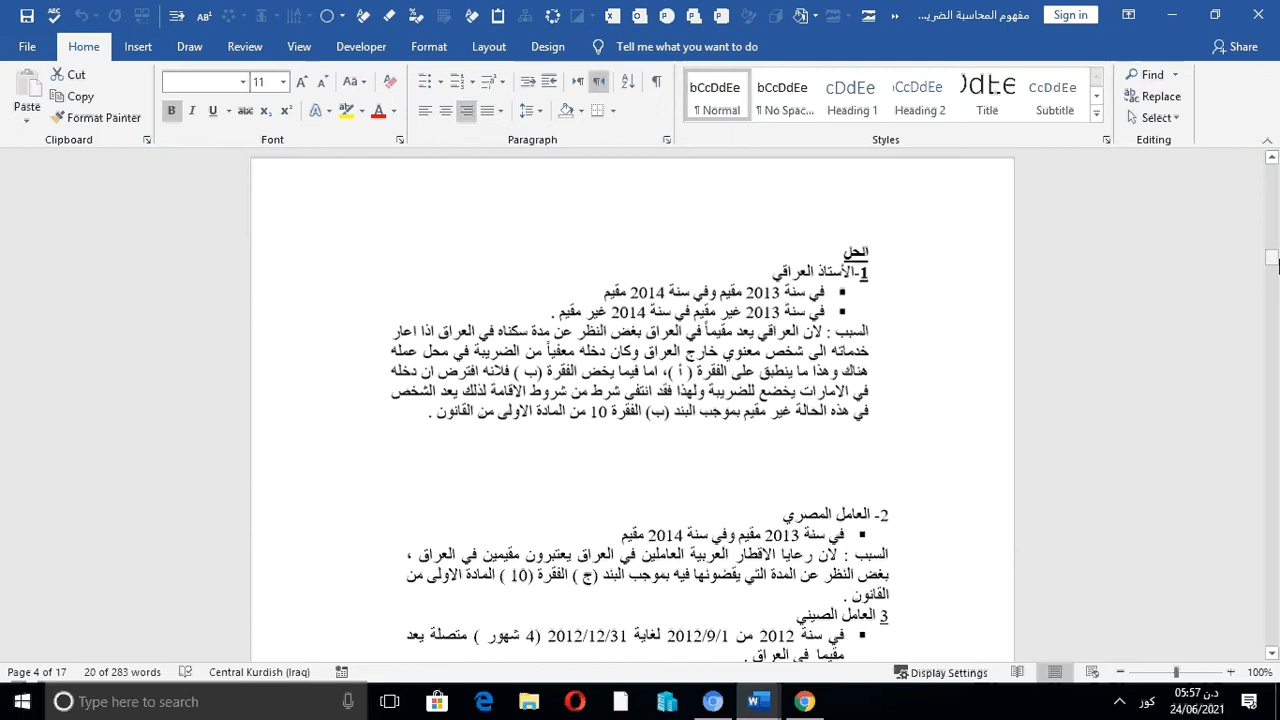 مفهوم المحاسبة الضريـ...
Sign in
File
Home
Insert
Draw
Review
View
Developer
Format
Layout
Design
Tell me what you want to do
Share
Paste
Cut
Copy
Format Painter
Clipboard
11
Font
Paragraph
bCcDdEe
bCcDdEe
cDdEe
CcDdEe
CcDdEe
¶ Normal
¶ No Spac...
Heading 1
Heading 2
Title
Subtitle
Styles
Find
Replace
Select
Editing
الحل
1-الأستاذ العراقي
▪ في سنة 2013 مقيم وفي سنة 2014 مقيم
▪ في سنة 2013 غير مقيم في سنة 2014 غير مقيم .
السبب : لان العراقي يعد مقيماً في العراق بغض النظر عن مدة سكناه في العراق اذا اعار
خدماته الى شخص معنوي خارج العراق وكان دخله معفياً من الضريبة في محل عمله
هناك وهذا ما ينطبق على الفقرة ( أ )، اما فيما يخض الفقرة (ب ) فلانه افترض ان دخله
في الامارات يخضع للضريبة ولهذا فقد انتفى شرط من شروط الاقامة لذلك يعد الشخص
في هذه الحالة غير مقيم بموجب البند (ب) الفقرة 10 من المادة الاولى من القانون .
2- العامل المصري
▪ في سنة 2013 مقيم وفي سنة 2014 مقيم
السبب : لان رعايا الاقطار العربية العاملين في العراق يعتبرون مقيمين في العراق ،
بغض النظر عن المدة التي يقضونها فيه بموجب البند (ج ) الفقرة (10 ) المادة الاولى من
القانون .
3 العامل الصيني
▪ في سنة 2012 من 2012/9/1 لغاية 2012/12/31 (4 شهور ) متصلة يعد
مقيما في العراق .
Page 4 of 17
20 of 283 words
Central Kurdish (Iraq)
Display Settings
100%
Type here to search
كور
05:57 د.ن
24/06/2021